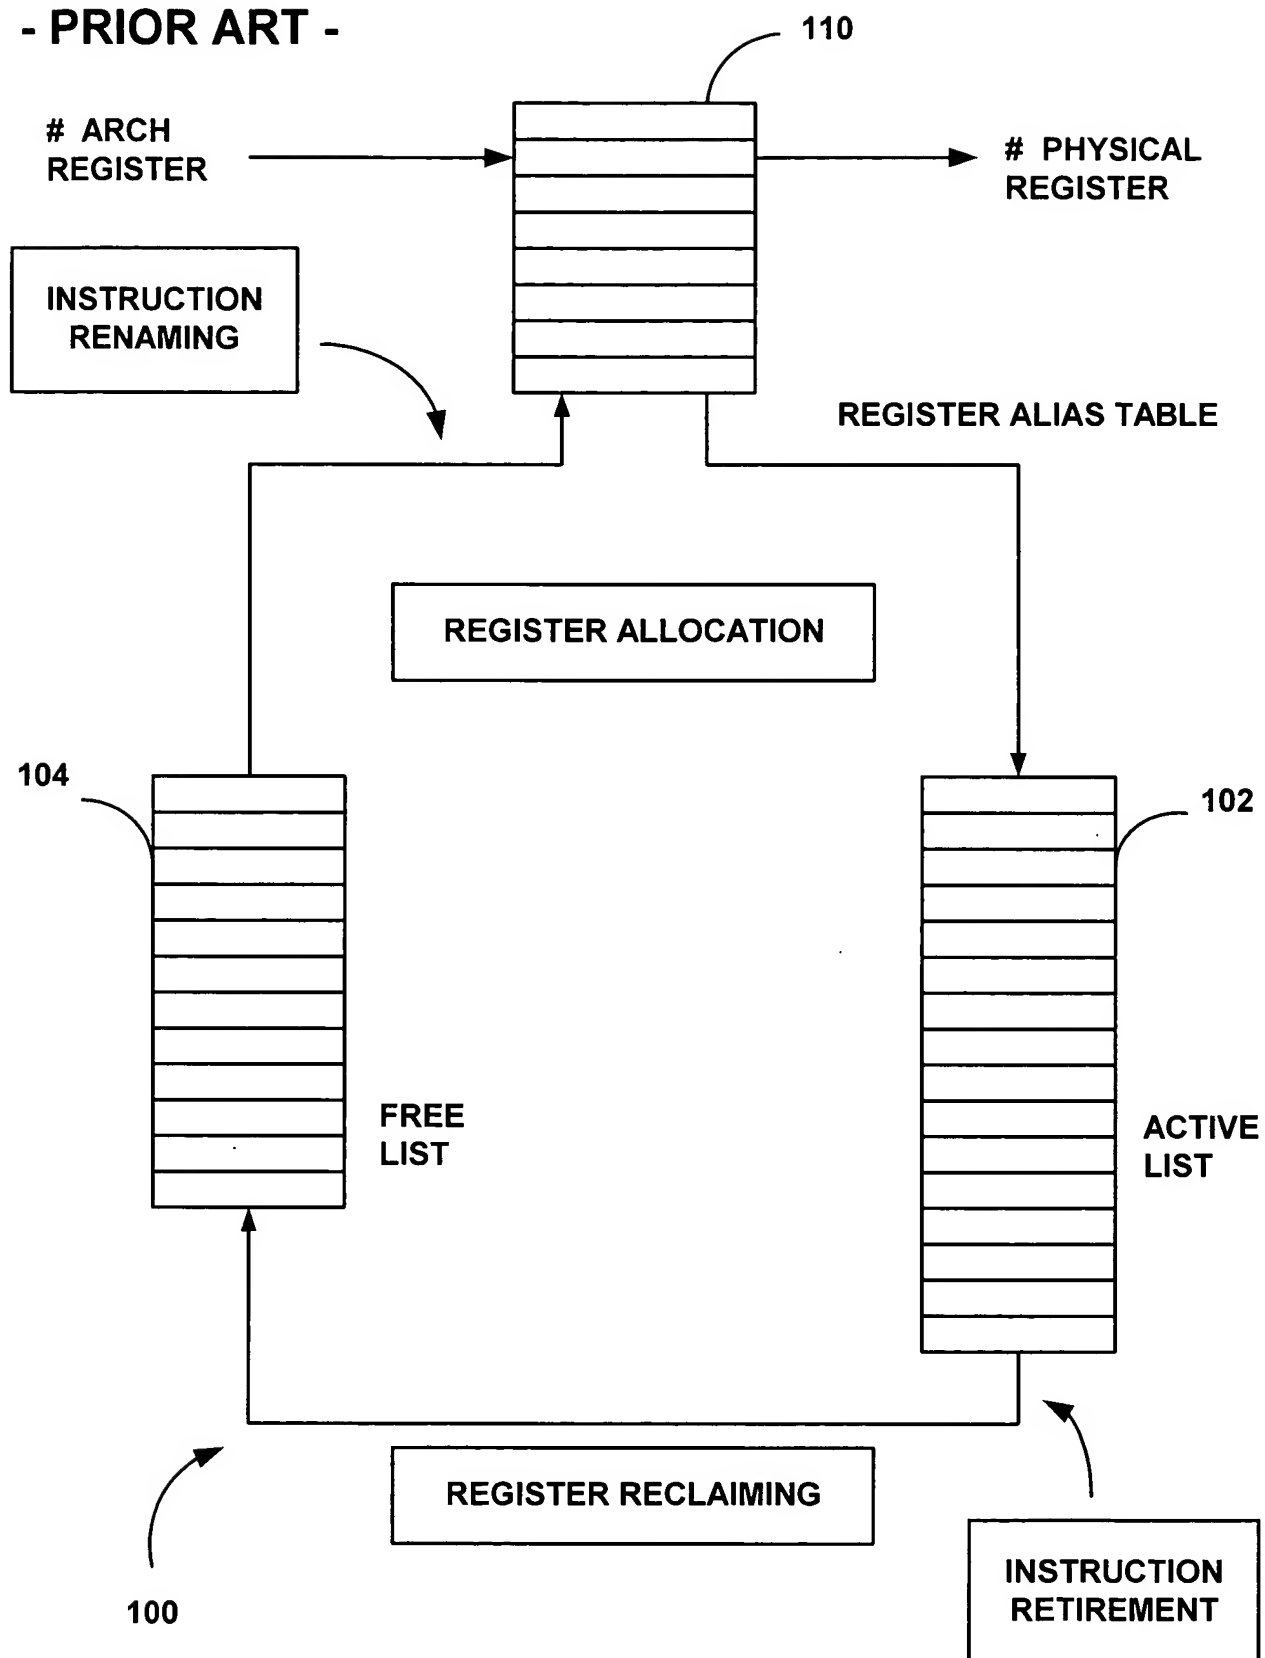 - PRIOR ART -
110
# ARCH
REGISTER
# PHYSICAL
REGISTER
INSTRUCTION
RENAMING
REGISTER ALIAS TABLE
REGISTER ALLOCATION
104
102
FREE
LIST
ACTIVE
LIST
REGISTER RECLAIMING
100
INSTRUCTION
RETIREMENT